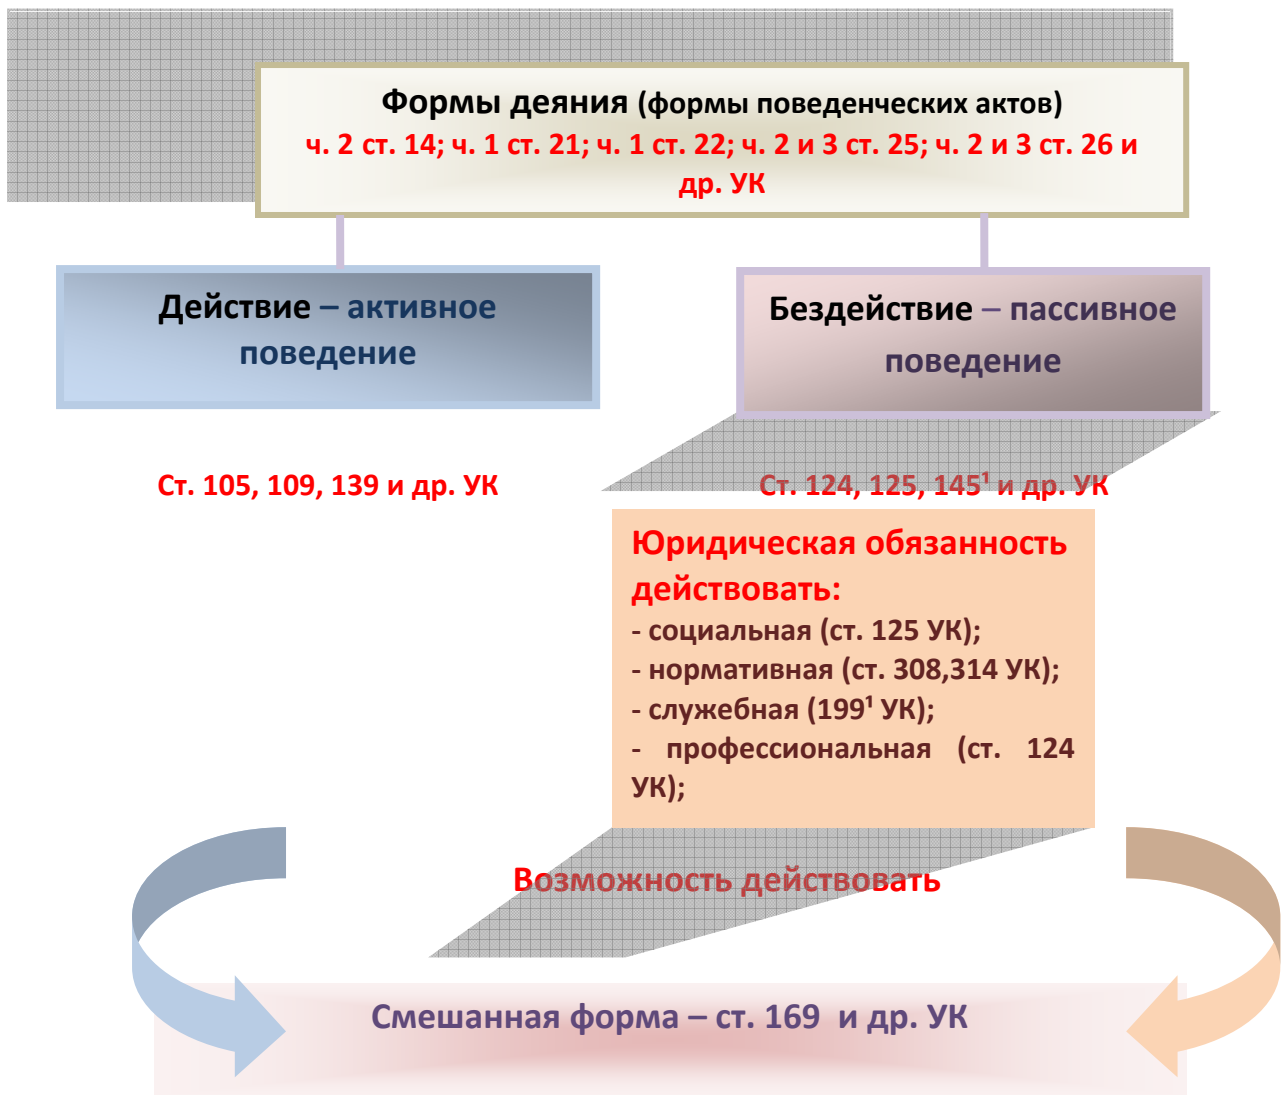 Формы деяния (формы поведенческих актов)
ч. 2 ст. 14; ч. 1 ст. 21; ч. 1 ст. 22; ч. 2 и 3 ст. 25; ч. 2 и 3 ст. 26 и
др. УК
Действие – активное
поведение
Бездействие – пассивное
поведение
Ст. 105, 109, 139 и др. УК
Ст. 124, 125, 145¹ и др. УК
Юридическая обязанность
действовать:
- социальная (ст. 125 УК);
- нормативная (ст. 308,314 УК);
- служебная (199¹ УК);
- профессиональная (ст. 124
УК);
Возможность действовать
Смешанная форма – ст. 169 и др. УК